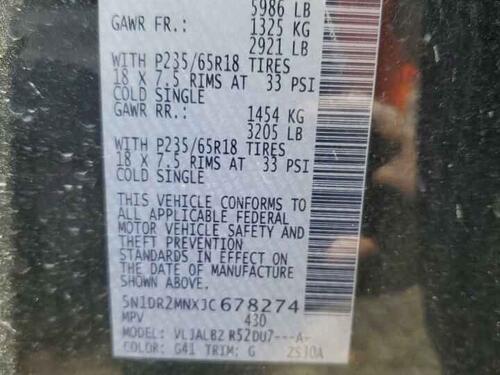 5986 LB
GAWR FR: 1325 KG
2921 LB
WITH P235/65R18 TIRES
18 X 7.5 RIMS AT 33 PSI
COLD SINGLE
GAWR RR: 1454 KG
3205 LB
WITH P235/65R18 TIRES
18 X 7.5 RIMS AT 33 PSI
COLD SINGLE
THIS VEHICLE CONFORMS TO
ALL APPLICABLE FEDERAL
MOTOR VEHICLE SAFETY AND
THEFT PREVENTION
STANDARDS IN EFFECT ON
THE DATE OF MANUFACTURE
SHOWN ABOVE.
5N1DR2MNXJC678274
MPV 430
MODEL: VLJALB2 R52DU7---A-
COLOR: G41 TRIM: G 2S10A